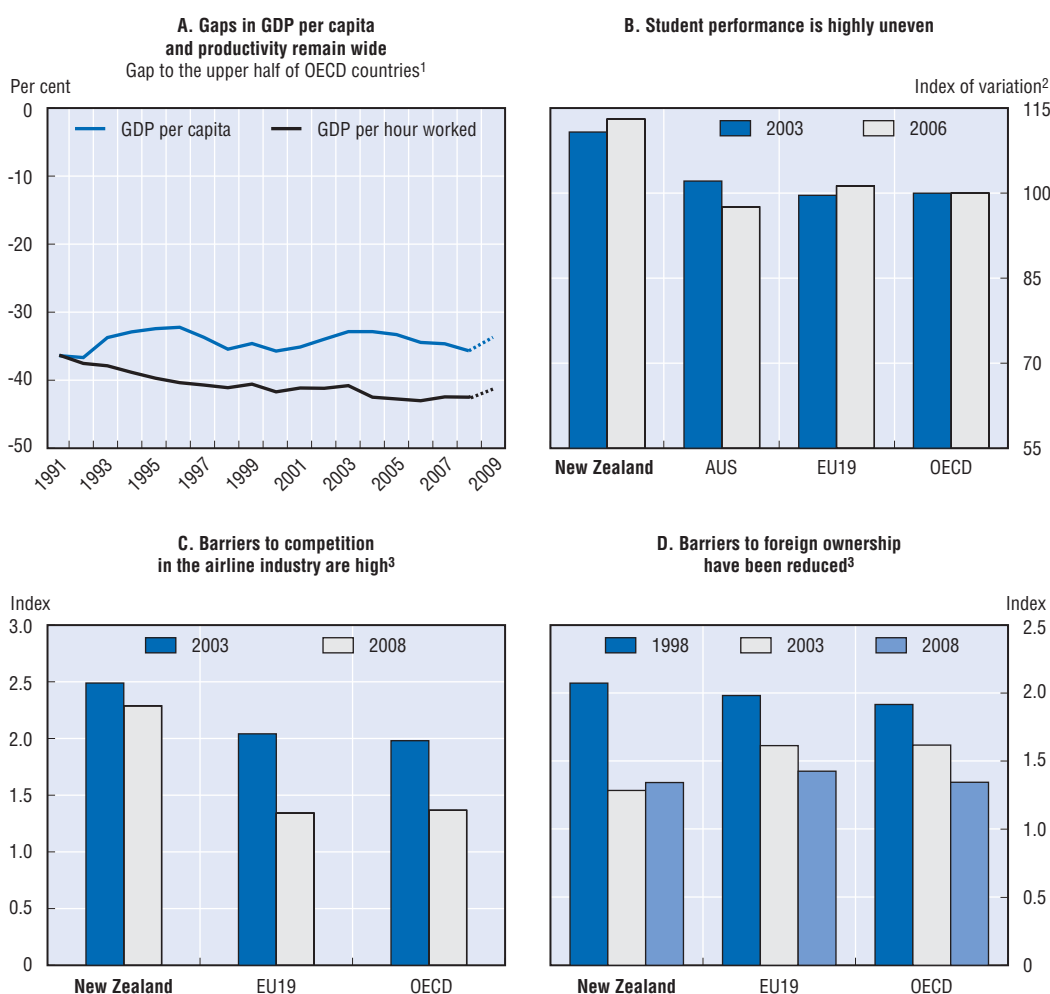 A. Gaps in GDP per capita
and productivity remain wide
Gap to the upper half of OECD countries1
Per cent
0
-10
-20
-30
-40
-50
GDP per capita
GDP per hour worked
1991
1993
1995
1997
1999
2001
2003
2005
2007
2009
B. Student performance is highly uneven
Index of variation2
2003
2006
115
100
85
70
55
New Zealand
AUS
EU19
OECD
C. Barriers to competition
in the airline industry are high3
Index
3.0
2.5
2.0
1.5
1.0
0.5
0
2003
2008
New Zealand
EU19
OECD
D. Barriers to foreign ownership
have been reduced3
Index
1998
2003
2008
2.5
2.0
1.5
1.0
0.5
0
New Zealand
EU19
OECD